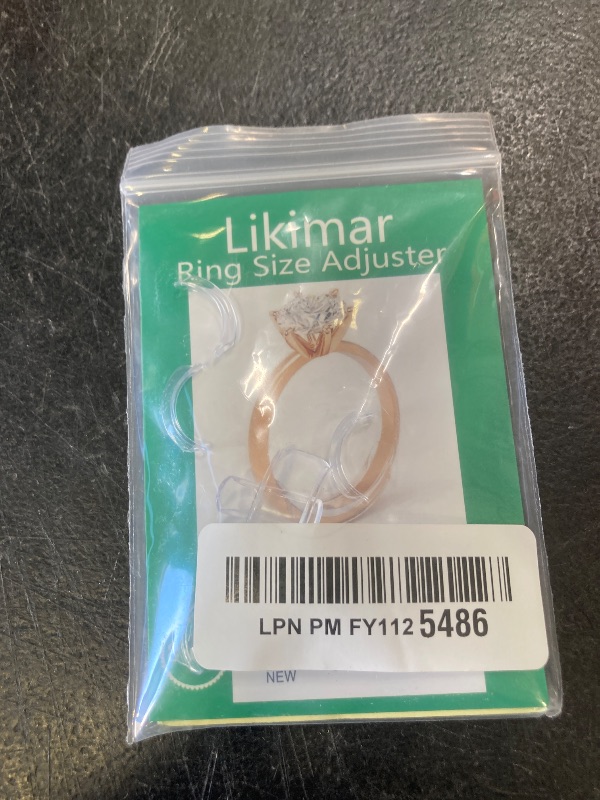 Likimar
Ring Size Adjuster
LPN PM FY112 5486
NEW